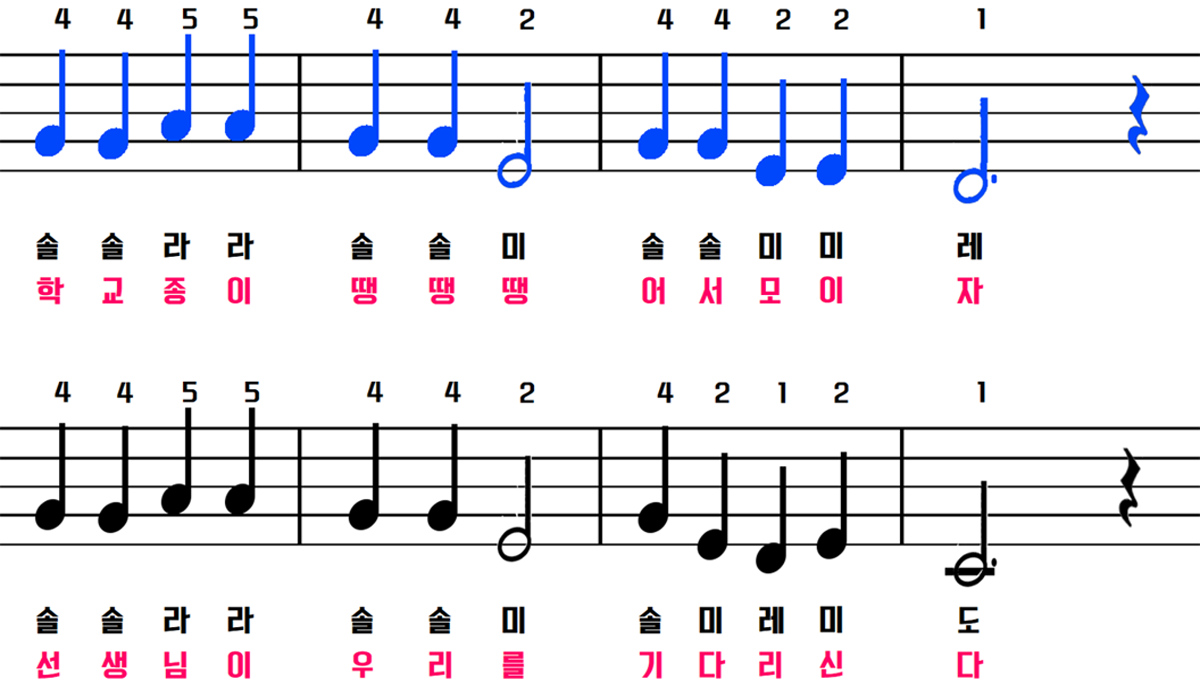 4 4 5 5 4 4 2 4 4 2 2 1
솔 솔 라 라 솔 솔 미 솔 솔 미 미 레
학 교 종 이 땡 땡 땡 어 서 모 이 자
4 4 5 5 4 4 2 4 2 1 2 1
솔 솔 라 라 솔 솔 미 솔 미 레 미 도
선 생 님 이 우 리 를 기 다 리 신 다